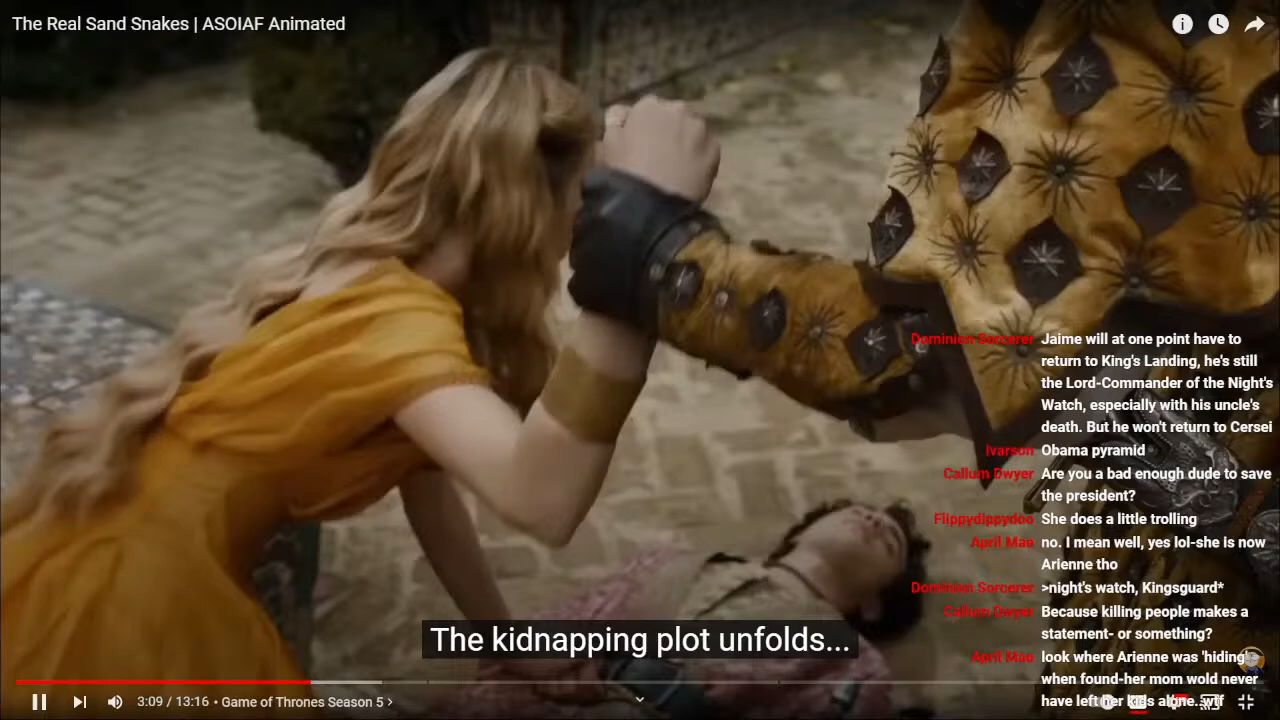 The Real Sand Snakes | ASOIAF Animated
Dominion Sorcerer Jaime will at one point have to
return to King's Landing, he's still
the Lord-Commander of the Night's
Watch, especially with his uncle's
death. But he won't return to Cersei
Ivarson Obama pyramid
Callum Dwyer Are you a bad enough dude to save
the president?
Flippydippydoo She does a little trolling
April Mao no. I mean well, yes lol-she is now
Arienne tho
Dominion Sorcerer >night's watch, Kingsguard*
Callum Dwyer Because killing people makes a
statement- or something?
April Mao look where Arienne was 'hiding'
when found-her mom wold never
have left her kids alone. wtf
The kidnapping plot unfolds...
3:09 / 13:16 • Game of Thrones Season 5 >